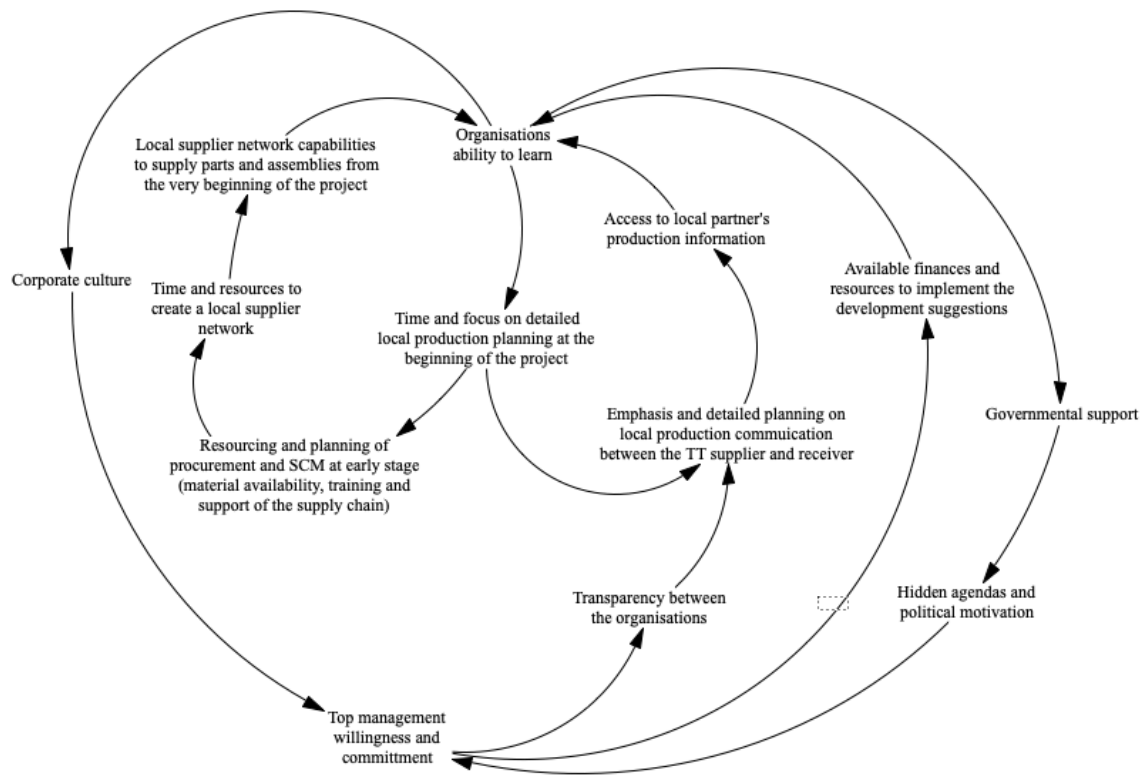 Organisations
ability to learn
Local supplier network capabilities
to supply parts and assemblies from
the very beginning of the project
Access to local partner's
production information
Corporate culture
Time and resources to
create a local supplier
network
Available finances and
resources to implement the
development suggestions
Time and focus on detailed
local production planning at the
beginning of the project
Governmental support
Emphasis and detailed planning on
local production commuication
between the TT supplier and receiver
Resourcing and planning of
procurement and SCM at early stage
(material availability, training and
support of the supply chain)
Transparency between
the organisations
Hidden agendas and
political motivation
Top management
willingness and
committment